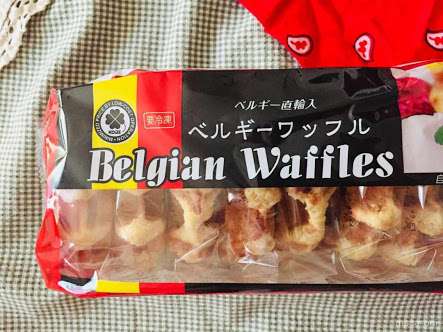 ベルギー直輸入
要冷凍
ベルギーワッフル
Belgian Waffles